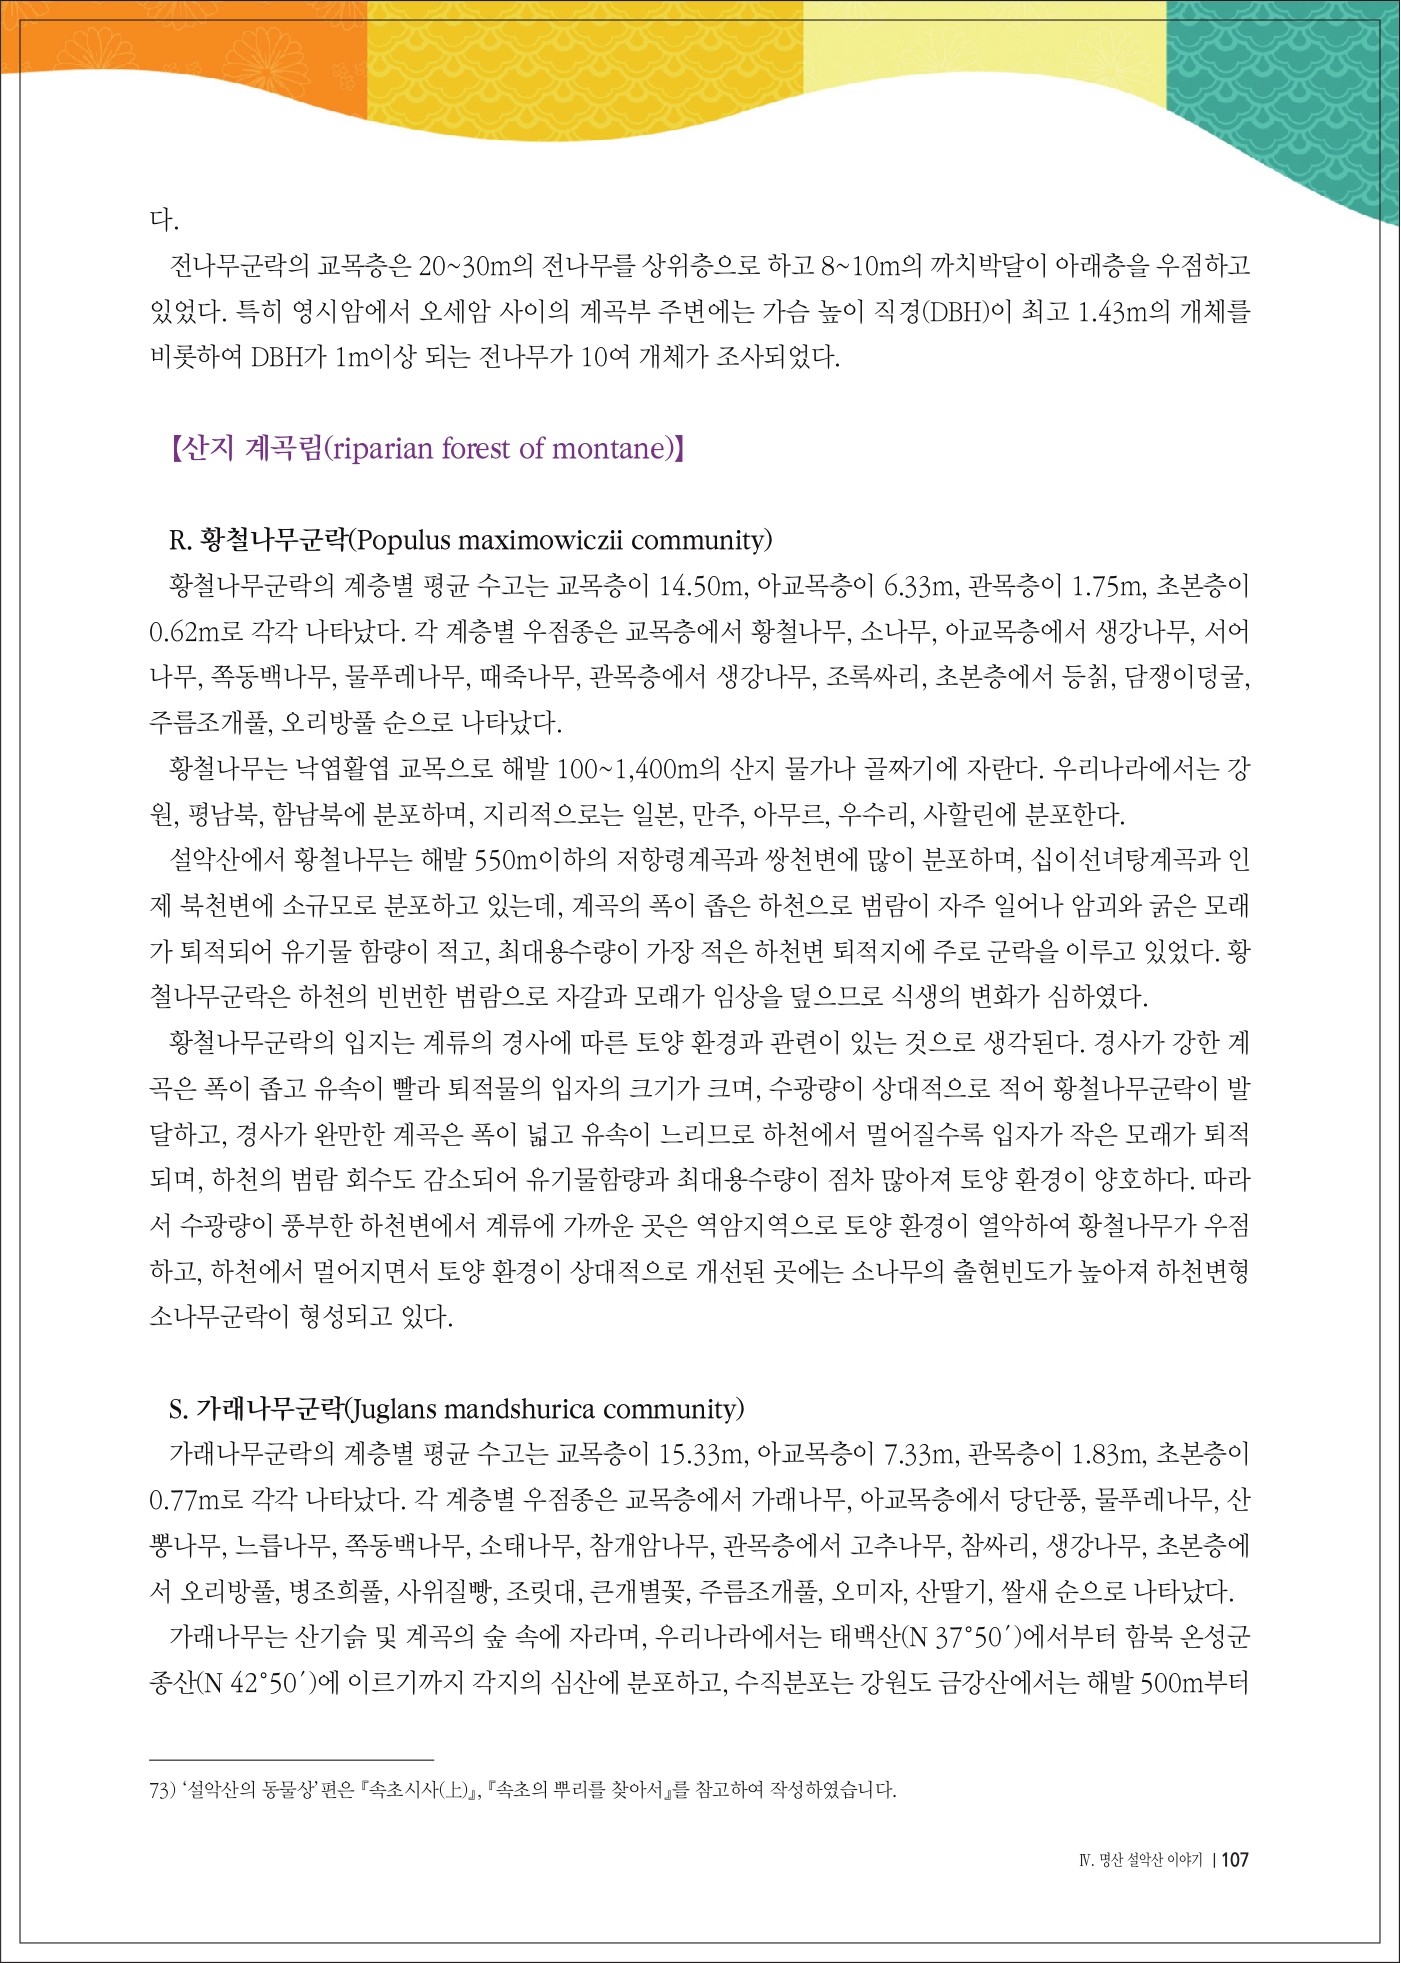 다.
전나무군락의 교목층은 20~30m의 전나무를 상위층으로 하고 8~10m의 까치박달이 아래층을 우점하고
있었다. 특히 영시암에서 오세암 사이의 계곡부 주변에는 가슴 높이 직경(DBH)이 최고 1.43m의 개체를
비롯하여 DBH가 1m이상 되는 전나무가 10여 개체가 조사되었다.
【산지 계곡림(riparian forest of montane)】
R. 황철나무군락(Populus maximowiczii community)
황철나무군락의 계층별 평균 수고는 교목층이 14.50m, 아교목층이 6.33m, 관목층이 1.75m, 초본층이
0.62m로 각각 나타났다. 각 계층별 우점종은 교목층에서 황철나무, 소나무, 아교목층에서 생강나무, 서어
나무, 쪽동백나무, 물푸레나무, 때죽나무, 관목층에서 생강나무, 조록싸리, 초본층에서 등칡, 담쟁이덩굴,
주름조개풀, 오리방풀 순으로 나타났다.
황철나무는 낙엽활엽 교목으로 해발 100~1,400m의 산지 물가나 골짜기에 자란다. 우리나라에서는 강
원, 평남북, 함남북에 분포하며, 지리적으로는 일본, 만주, 아무르, 우수리, 사할린에 분포한다.
설악산에서 황철나무는 해발 550m이하의 저항령계곡과 쌍천변에 많이 분포하며, 십이선녀탕계곡과 인
제 북천변에 소규모로 분포하고 있는데, 계곡의 폭이 좁은 하천으로 범람이 자주 일어나 암괴와 굵은 모래
가 퇴적되어 유기물 함량이 적고, 최대용수량이 가장 적은 하천변 퇴적지에 주로 군락을 이루고 있었다. 황
철나무군락은 하천의 빈번한 범람으로 자갈과 모래가 임상을 덮으므로 식생의 변화가 심하였다.
황철나무군락의 입지는 계류의 경사에 따른 토양 환경과 관련이 있는 것으로 생각된다. 경사가 강한 계
곡은 폭이 좁고 유속이 빨라 퇴적물의 입자의 크기가 크며, 수광량이 상대적으로 적어 황철나무군락이 발
달하고, 경사가 완만한 계곡은 폭이 넓고 유속이 느리므로 하천에서 멀어질수록 입자가 작은 모래가 퇴적
되며, 하천의 범람 회수도 감소되어 유기물함량과 최대용수량이 점차 많아져 토양 환경이 양호하다. 따라
서 수광량이 풍부한 하천변에서 계류에 가까운 곳은 역암지역으로 토양 환경이 열악하여 황철나무가 우점
하고, 하천에서 멀어지면서 토양 환경이 상대적으로 개선된 곳에는 소나무의 출현빈도가 높아져 하천변형
소나무군락이 형성되고 있다.
S. 가래나무군락(Juglans mandshurica community)
가래나무군락의 계층별 평균 수고는 교목층이 15.33m, 아교목층이 7.33m, 관목층이 1.83m, 초본층이
0.77m로 각각 나타났다. 각 계층별 우점종은 교목층에서 가래나무, 아교목층에서 당단풍, 물푸레나무, 산
뽕나무, 느릅나무, 쪽동백나무, 소태나무, 참개암나무, 관목층에서 고추나무, 참싸리, 생강나무, 초본층에
서 오리방풀, 병조희풀, 사위질빵, 조릿대, 큰개별꽃, 주름조개풀, 오미자, 산딸기, 쌀새 순으로 나타났다.
가래나무는 산기슭 및 계곡의 숲 속에 자라며, 우리나라에서는 태백산(N 37°50′)에서부터 함북 온성군
종산(N 42°50′)에 이르기까지 각지의 심산에 분포하고, 수직분포는 강원도 금강산에서는 해발 500m부터
73) ‘설악산의 동물상’편은 『속초시사(上)』, 『속초의 뿌리를 찾아서』를 참고하여 작성하였습니다.
Ⅳ. 명산 설악산 이야기 | 107